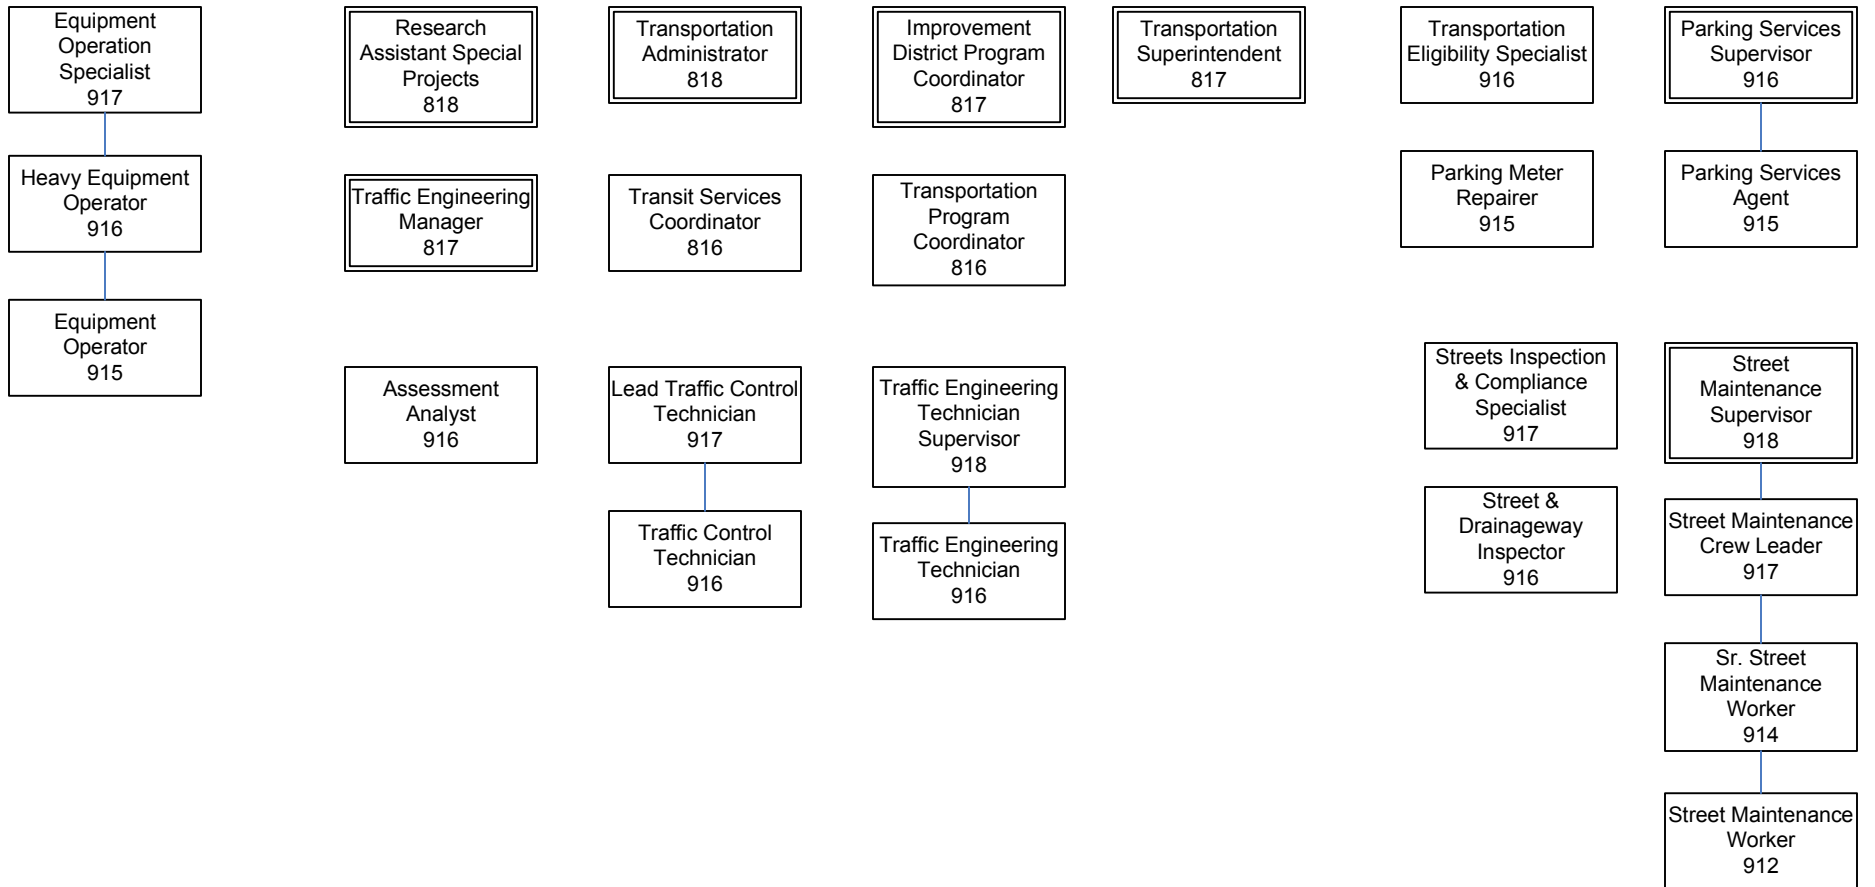 Equipment
Operation
Specialist
917
Heavy Equipment
Operator
916
Equipment
Operator
915
Research
Assistant Special
Projects
818
Traffic Engineering
Manager
817
Assessment
Analyst
916
Transportation
Administrator
818
Transit Services
Coordinator
816
Lead Traffic Control
Technician
917
Traffic Control
Technician
916
Improvement
District Program
Coordinator
817
Transportation
Program
Coordinator
816
Traffic Engineering
Technician
Supervisor
918
Traffic Engineering
Technician
916
Transportation
Superintendent
817
Transportation
Eligibility Specialist
916
Parking Meter
Repairer
915
Streets Inspection
& Compliance
Specialist
917
Street &
Drainageway
Inspector
916
Parking Services
Supervisor
916
Parking Services
Agent
915
Street
Maintenance
Supervisor
918
Street Maintenance
Crew Leader
917
Sr. Street
Maintenance
Worker
914
Street Maintenance
Worker
912